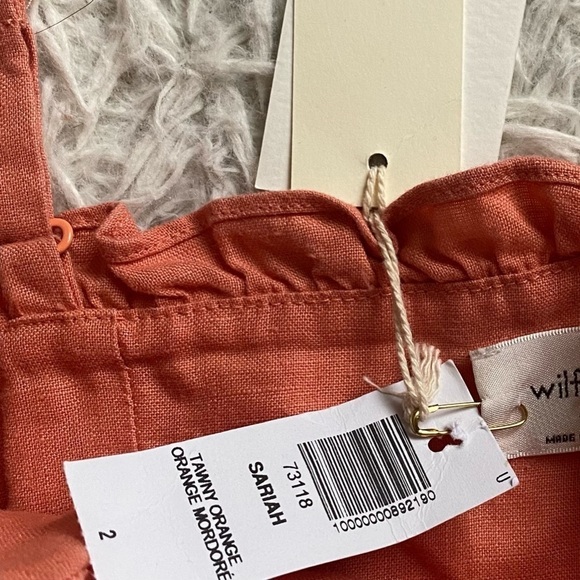 wilf
MADE
73118
SARIAH
TAWNY ORANGE
ORANGE MORDORÉ
2
10000000892190
U